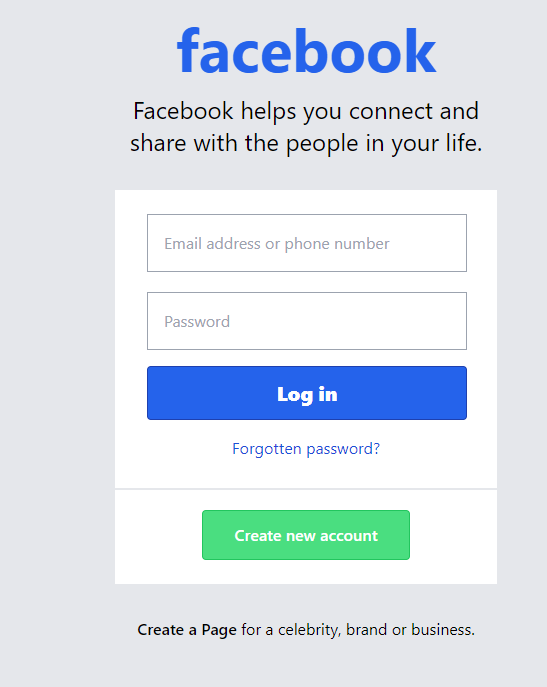 facebook
Facebook helps you connect and
share with the people in your life.
Email address or phone number
Password
Log in
Forgotten password?
Create new account
Create a Page for a celebrity, brand or business.